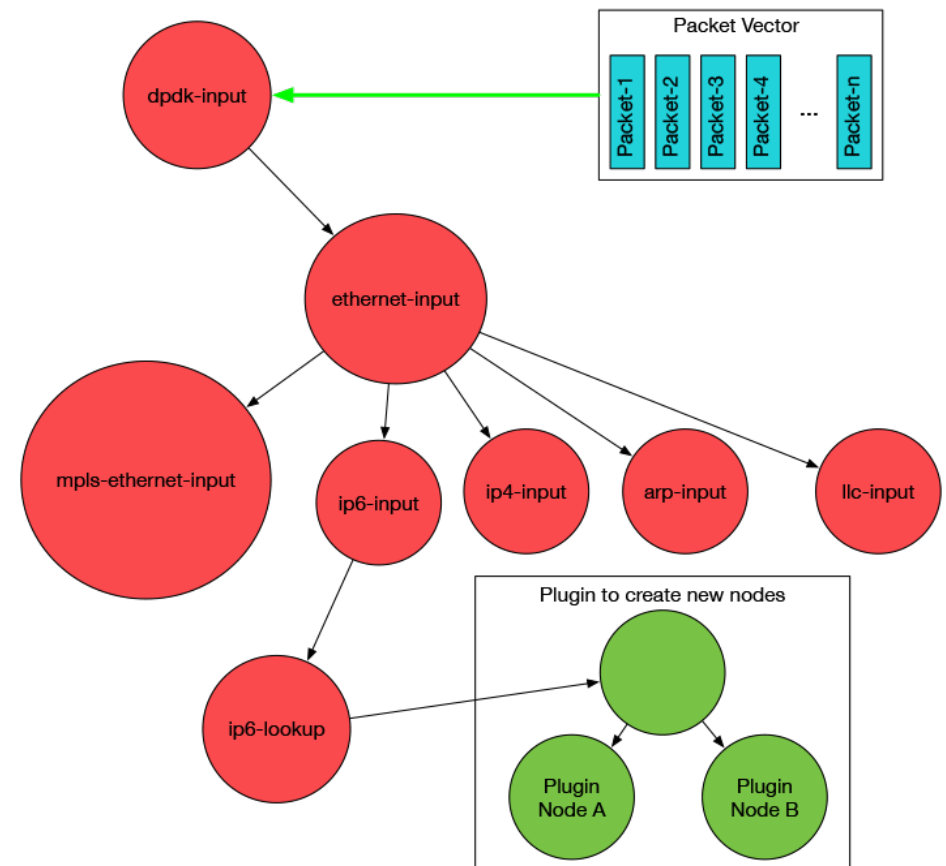 Packet Vector
dpdk-input
Packet-1
Packet-2
Packet-3
Packet-4
...
Packet-n
ethernet-input
mpls-ethernet-input
ip6-input
ip4-input
arp-input
llc-input
Plugin to create new nodes
ip6-lookup
Plugin
Node A
Plugin
Node B